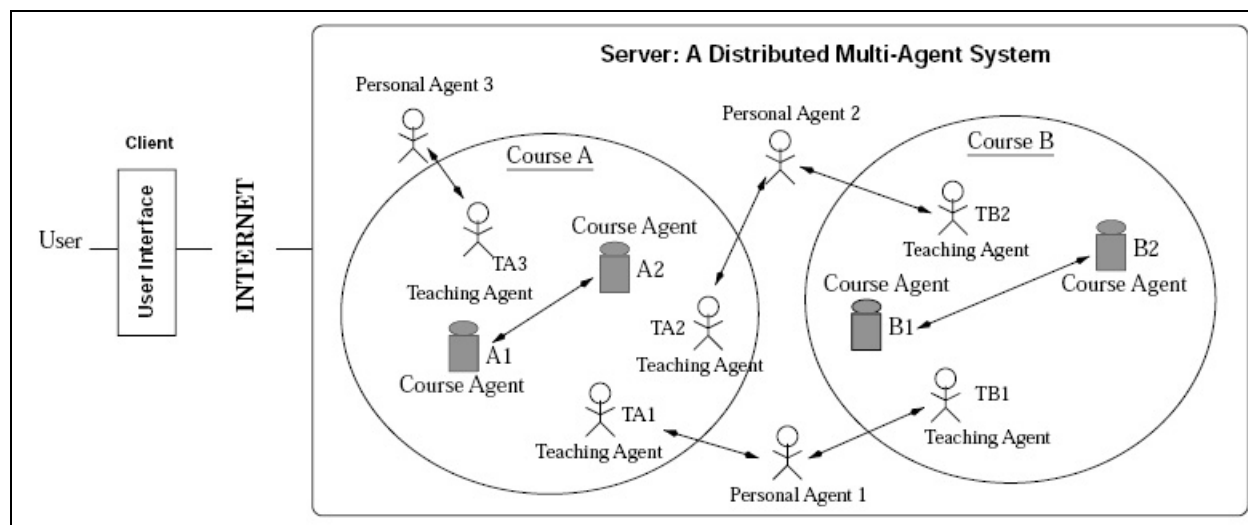 Server: A Distributed Multi-Agent System
Personal Agent 3
Personal Agent 2
Client
User Interface
User
INTERNET
Course A
Course B
Course Agent
A2
TA3
Teaching Agent
A1
Course Agent
TA2
Teaching Agent
TA1
Teaching Agent
TB2
Teaching Agent
B2
Course Agent
Course Agent
B1
TB1
Teaching Agent
Personal Agent 1